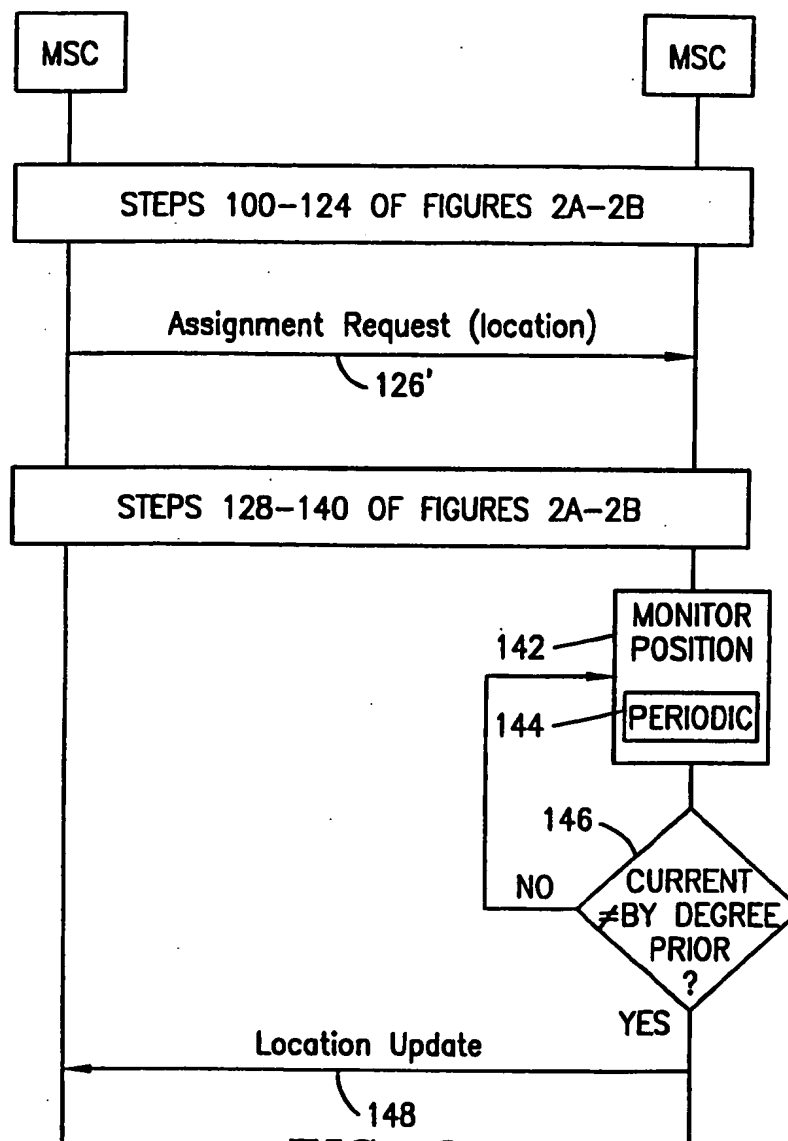 MSC
MSC
STEPS 100-124 OF FIGURES 2A-2B
Assignment Request (location)
126'
STEPS 128-140 OF FIGURES 2A-2B
MONITOR
POSITION
142
PERIODIC
144
146
NO
CURRENT
≠BY DEGREE
PRIOR
?
YES
Location Update
148